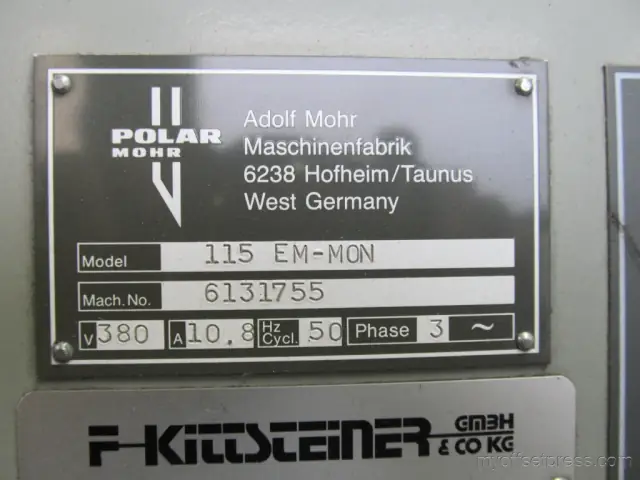 POLAR
MOHR
Adolf Mohr
Maschinenfabrik
6238 Hofheim/Taunus
West Germany
Model 115 EM-MON
Mach.No. 6131755
V 380 A 10.8 Hz Cycl. 50 Phase 3 ~
F-KITTSTEINER GMBH & CO KG
myoffsetpress.com